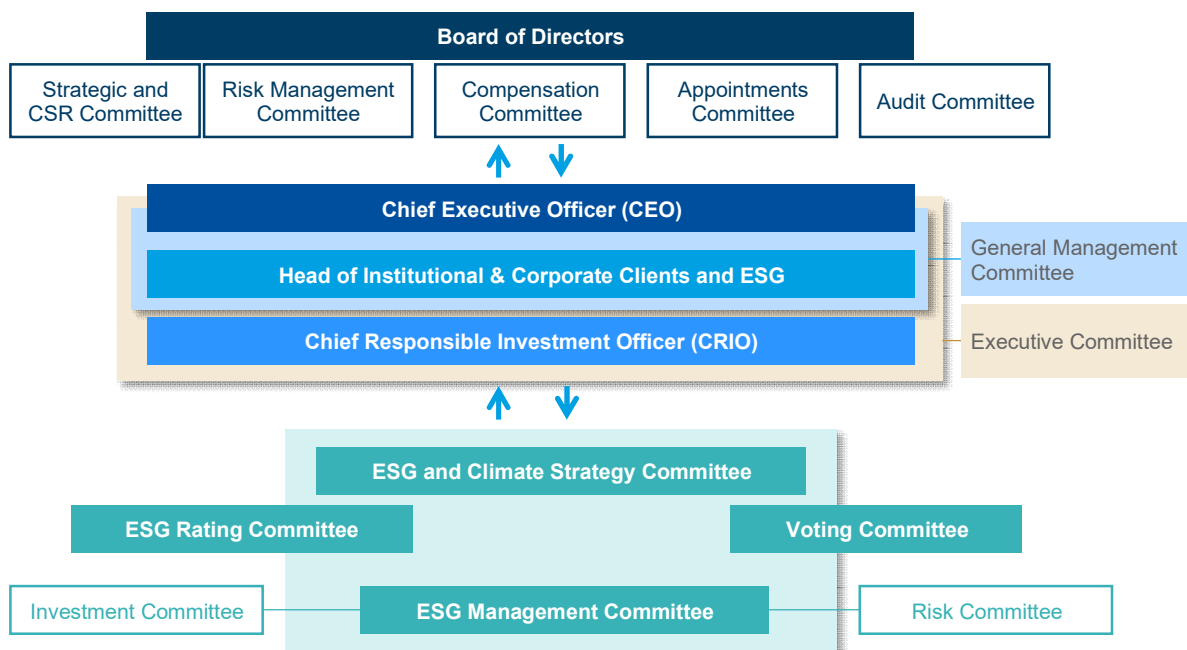 Board of Directors
Strategic and
CSR Committee
Risk Management
Committee
Compensation
Committee
Appointments
Committee
Audit Committee
Chief Executive Officer (CEO)
General Management
Committee
Head of Institutional & Corporate Clients and ESG
Chief Responsible Investment Officer (CRIO)
Executive Committee
ESG and Climate Strategy Committee
ESG Rating Committee
Voting Committee
Investment Committee
ESG Management Committee
Risk Committee